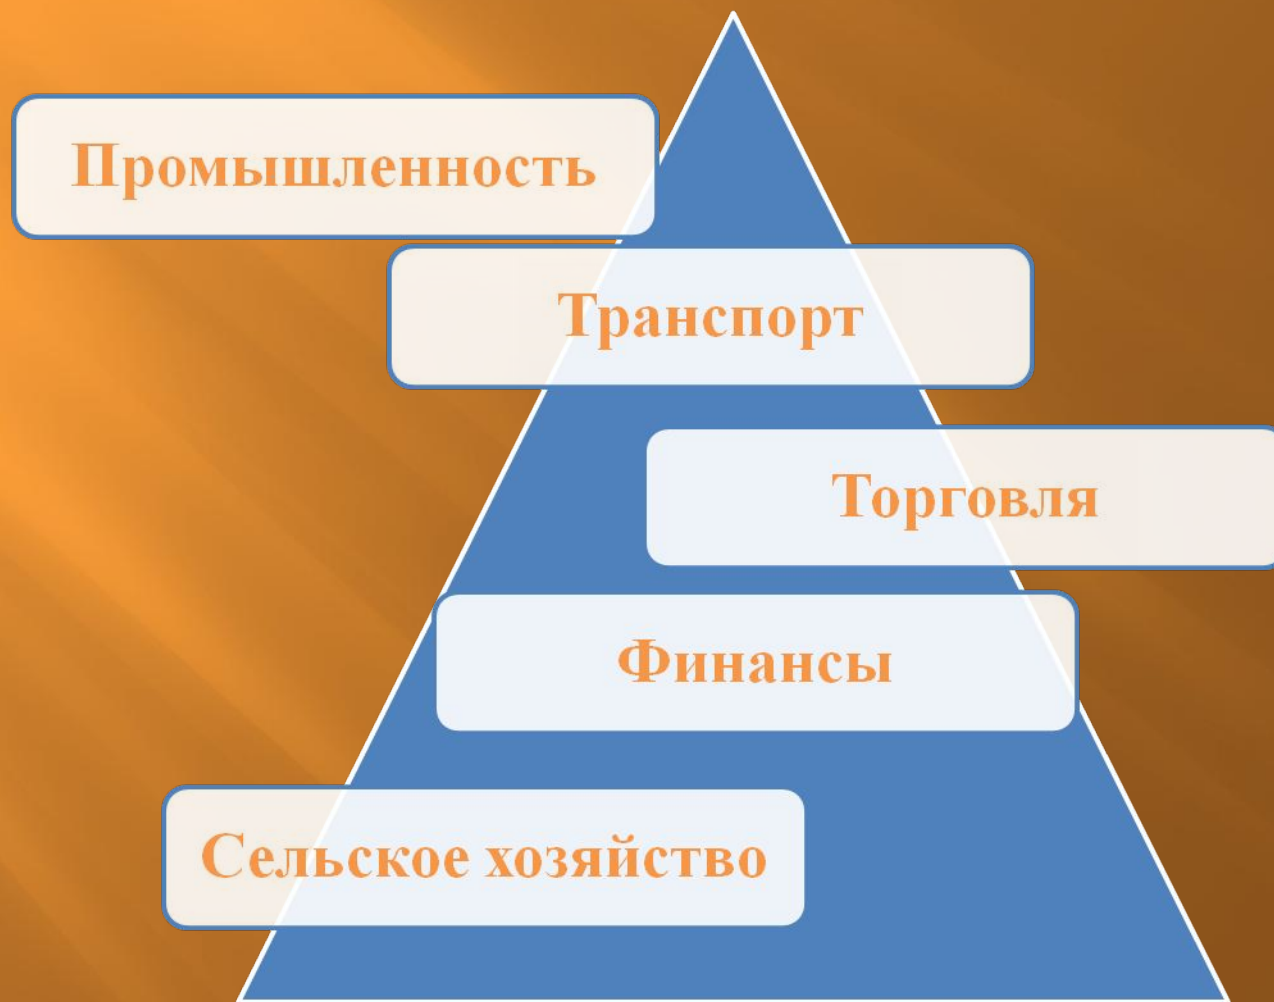 Промышленность
Транспорт
Торговля
Финансы
Сельское хозяйство